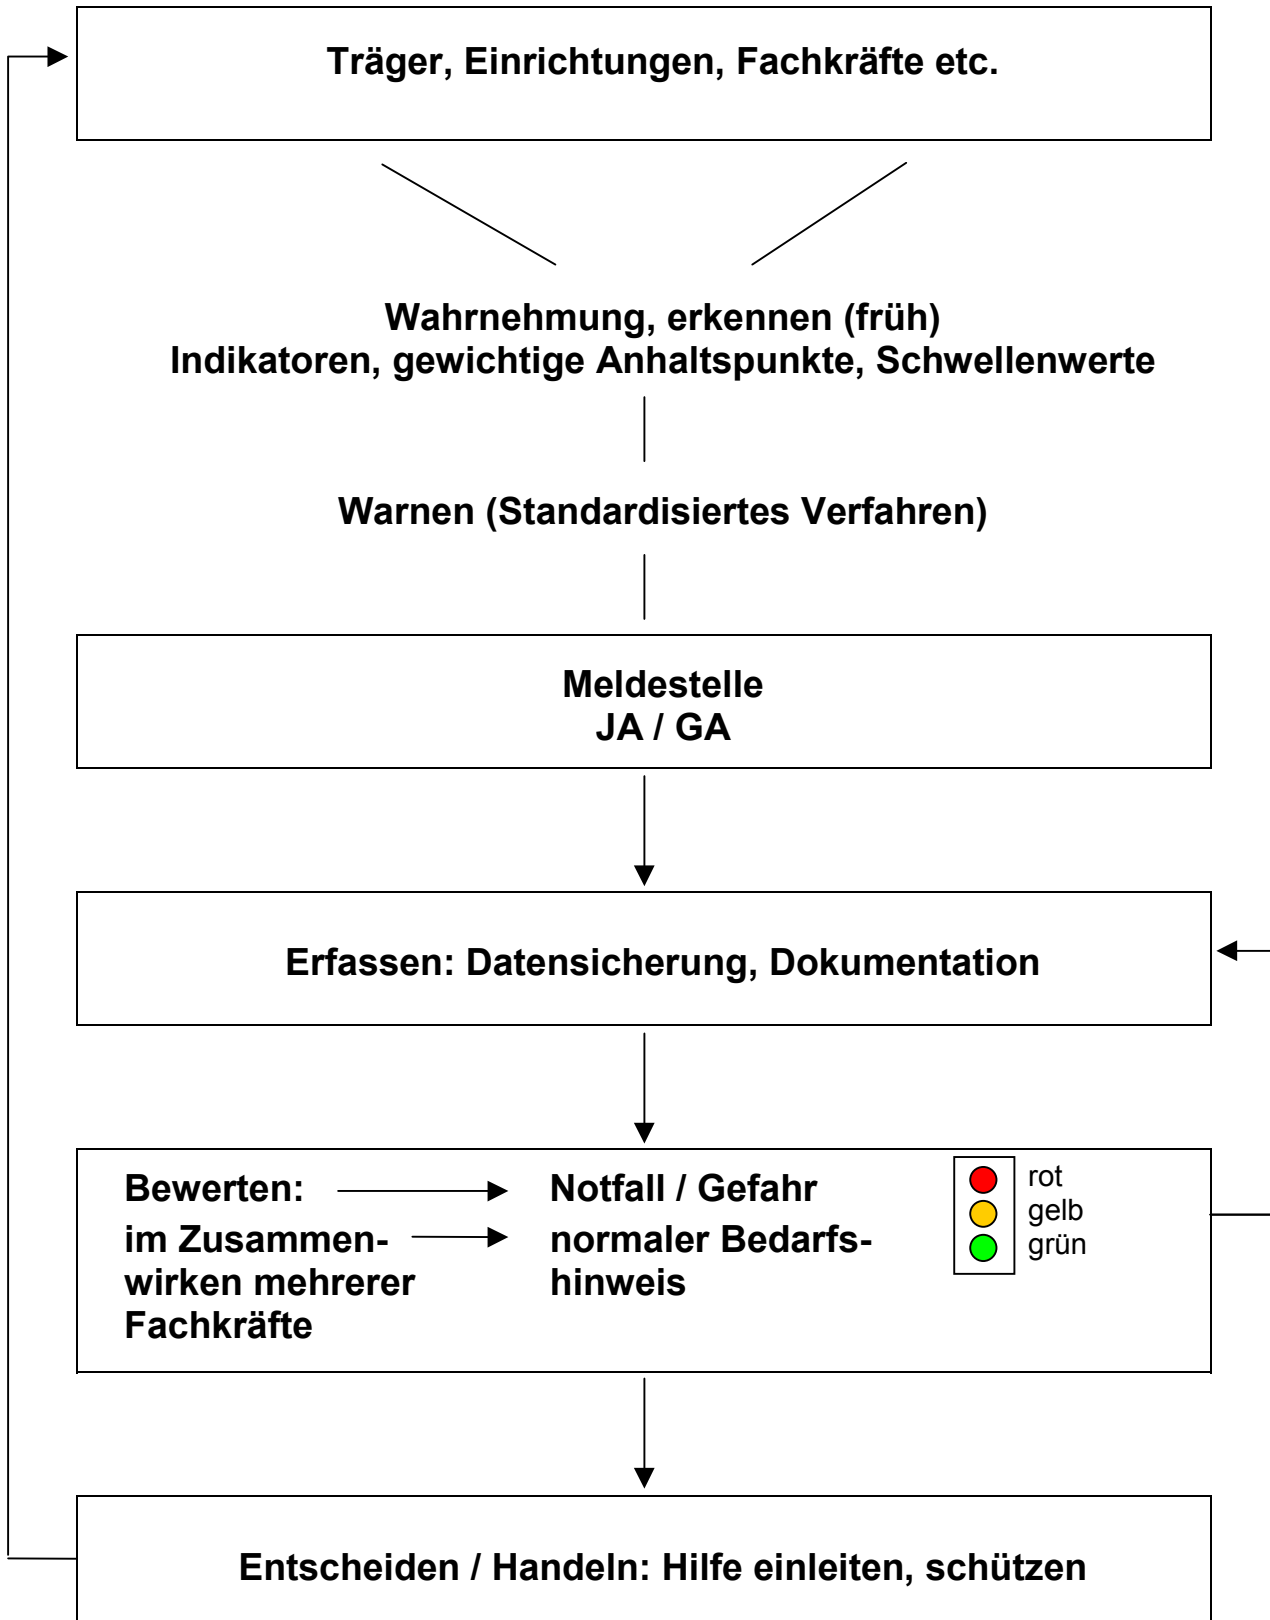 Träger, Einrichtungen, Fachkräfte etc.
Wahrnehmung, erkennen (früh)
Indikatoren, gewichtige Anhaltspunkte, Schwellenwerte
Warnen (Standardisiertes Verfahren)
Meldestelle
JA / GA
Erfassen: Datensicherung, Dokumentation
Bewerten:
im Zusammen-
wirken mehrerer
Fachkräfte
Notfall / Gefahr
normaler Bedarfs-
hinweis
rot
gelb
grün
Entscheiden / Handeln: Hilfe einleiten, schützen